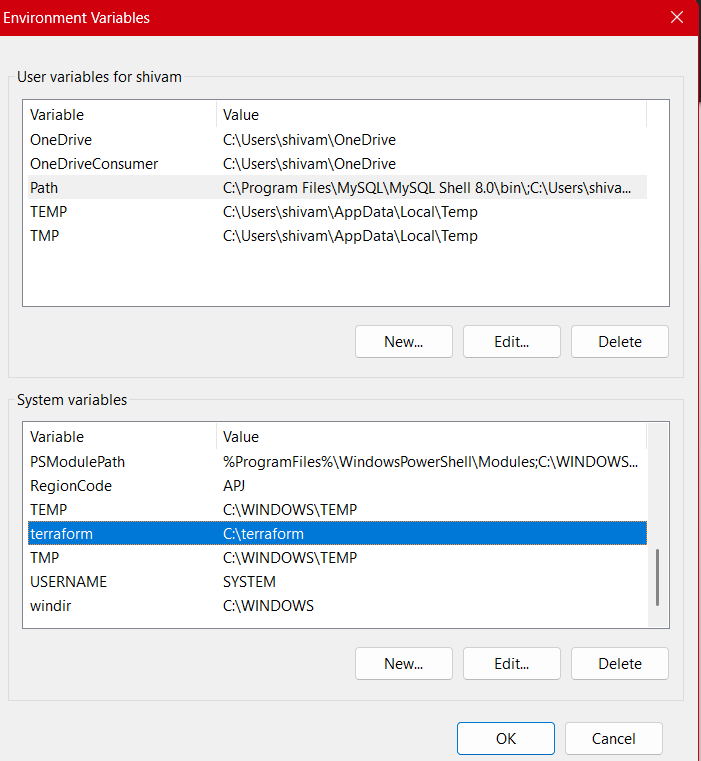 Environment Variables
User variables for shivam
Variable Value
OneDrive C:\Users\shivam\OneDrive
OneDriveConsumer C:\Users\shivam\OneDrive
Path C:\Program Files\MySQL\MySQL Shell 8.0\bin\;C:\Users\shiva...
TEMP C:\Users\shivam\AppData\Local\Temp
TMP C:\Users\shivam\AppData\Local\Temp
New... Edit... Delete
System variables
Variable Value
PSModulePath %ProgramFiles%\WindowsPowerShell\Modules;C:\WINDOWS...
RegionCode APJ
TEMP C:\WINDOWS\TEMP
terraform C:\terraform
TMP C:\WINDOWS\TEMP
USERNAME SYSTEM
windir C:\WINDOWS
New... Edit... Delete
OK Cancel